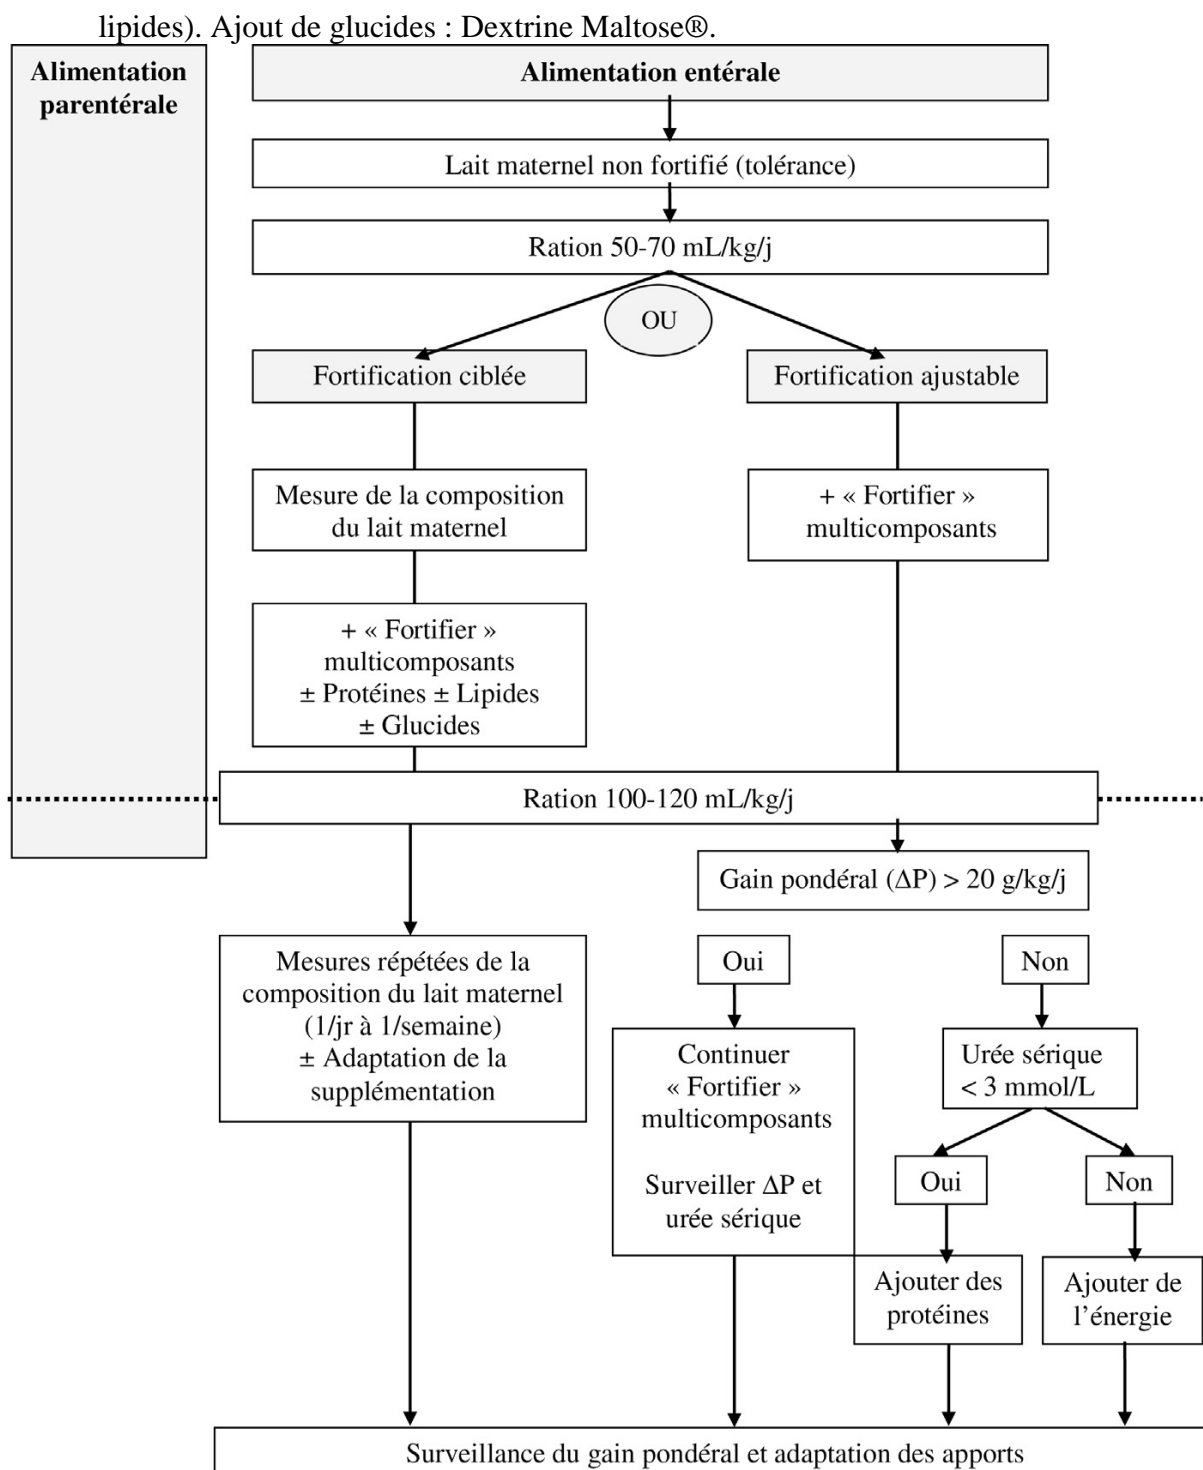 lipides). Ajout de glucides : Dextrine Maltose®.
Alimentation
parentérale
Alimentation entérale
Lait maternel non fortifié (tolérance)
Ration 50-70 mL/kg/j
OU
Fortification ciblée
Fortification ajustable
Mesure de la composition
du lait maternel
+ « Fortifier »
multicomposants
+ « Fortifier »
multicomposants
± Protéines ± Lipides
± Glucides
Ration 100-120 mL/kg/j
Gain pondéral (ΔP) > 20 g/kg/j
Mesures répétées de la
composition du lait maternel
(1/jr à 1/semaine)
± Adaptation de la
supplémentation
Oui
Non
Continuer
« Fortifier »
multicomposants
Surveiller ΔP et
urée sérique
Urée sérique
< 3 mmol/L
Oui
Non
Ajouter des
protéines
Ajouter de
l’énergie
Surveillance du gain pondéral et adaptation des apports